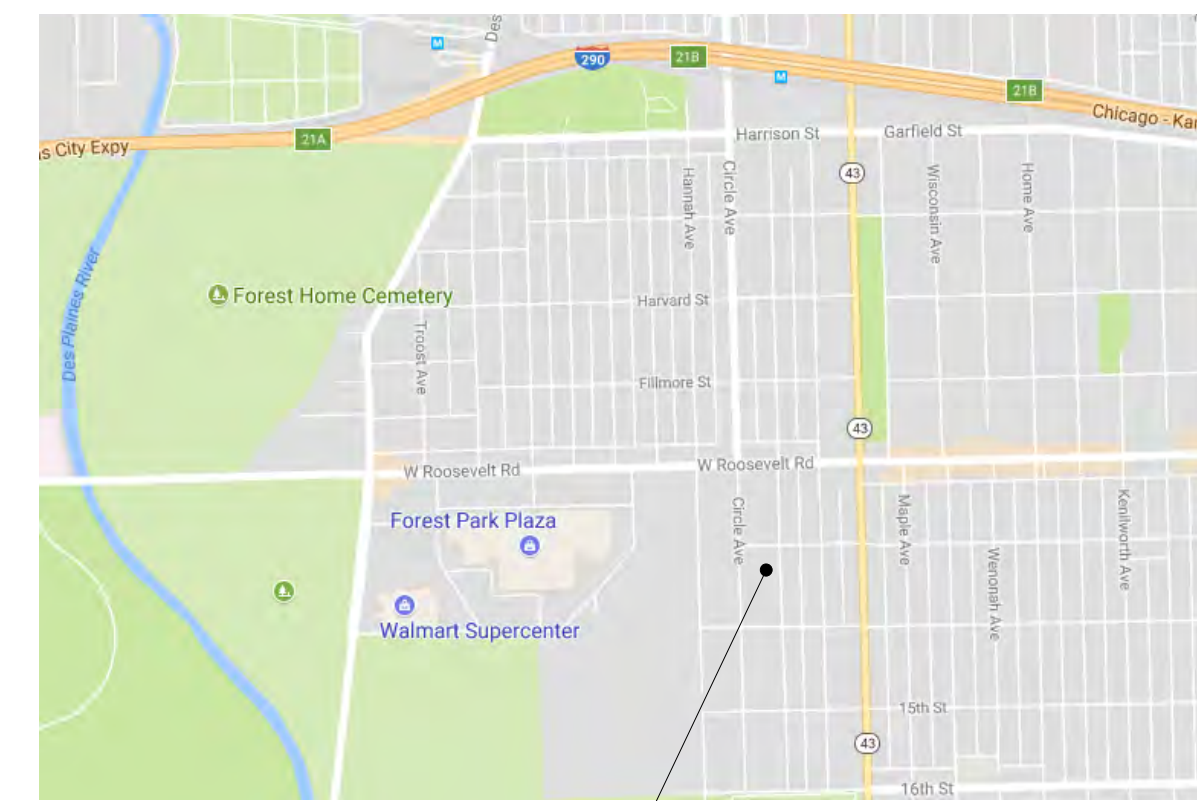 Des
M
290
21B
M
21B
Chicago - Kan
21A
Harrison St
Garfield St
s City Expy
43
Hannah Ave
Circle Ave
Wisconsin Ave
Home Ave
Des Plaines River
Forest Home Cemetery
Harvard St
Troost Ave
Fillmore St
43
W Roosevelt Rd
W Roosevelt Rd
Circle Ave
Maple Ave
Kenilworth Ave
Forest Park Plaza
Wenonah Ave
Walmart Supercenter
15th St
43
16th St